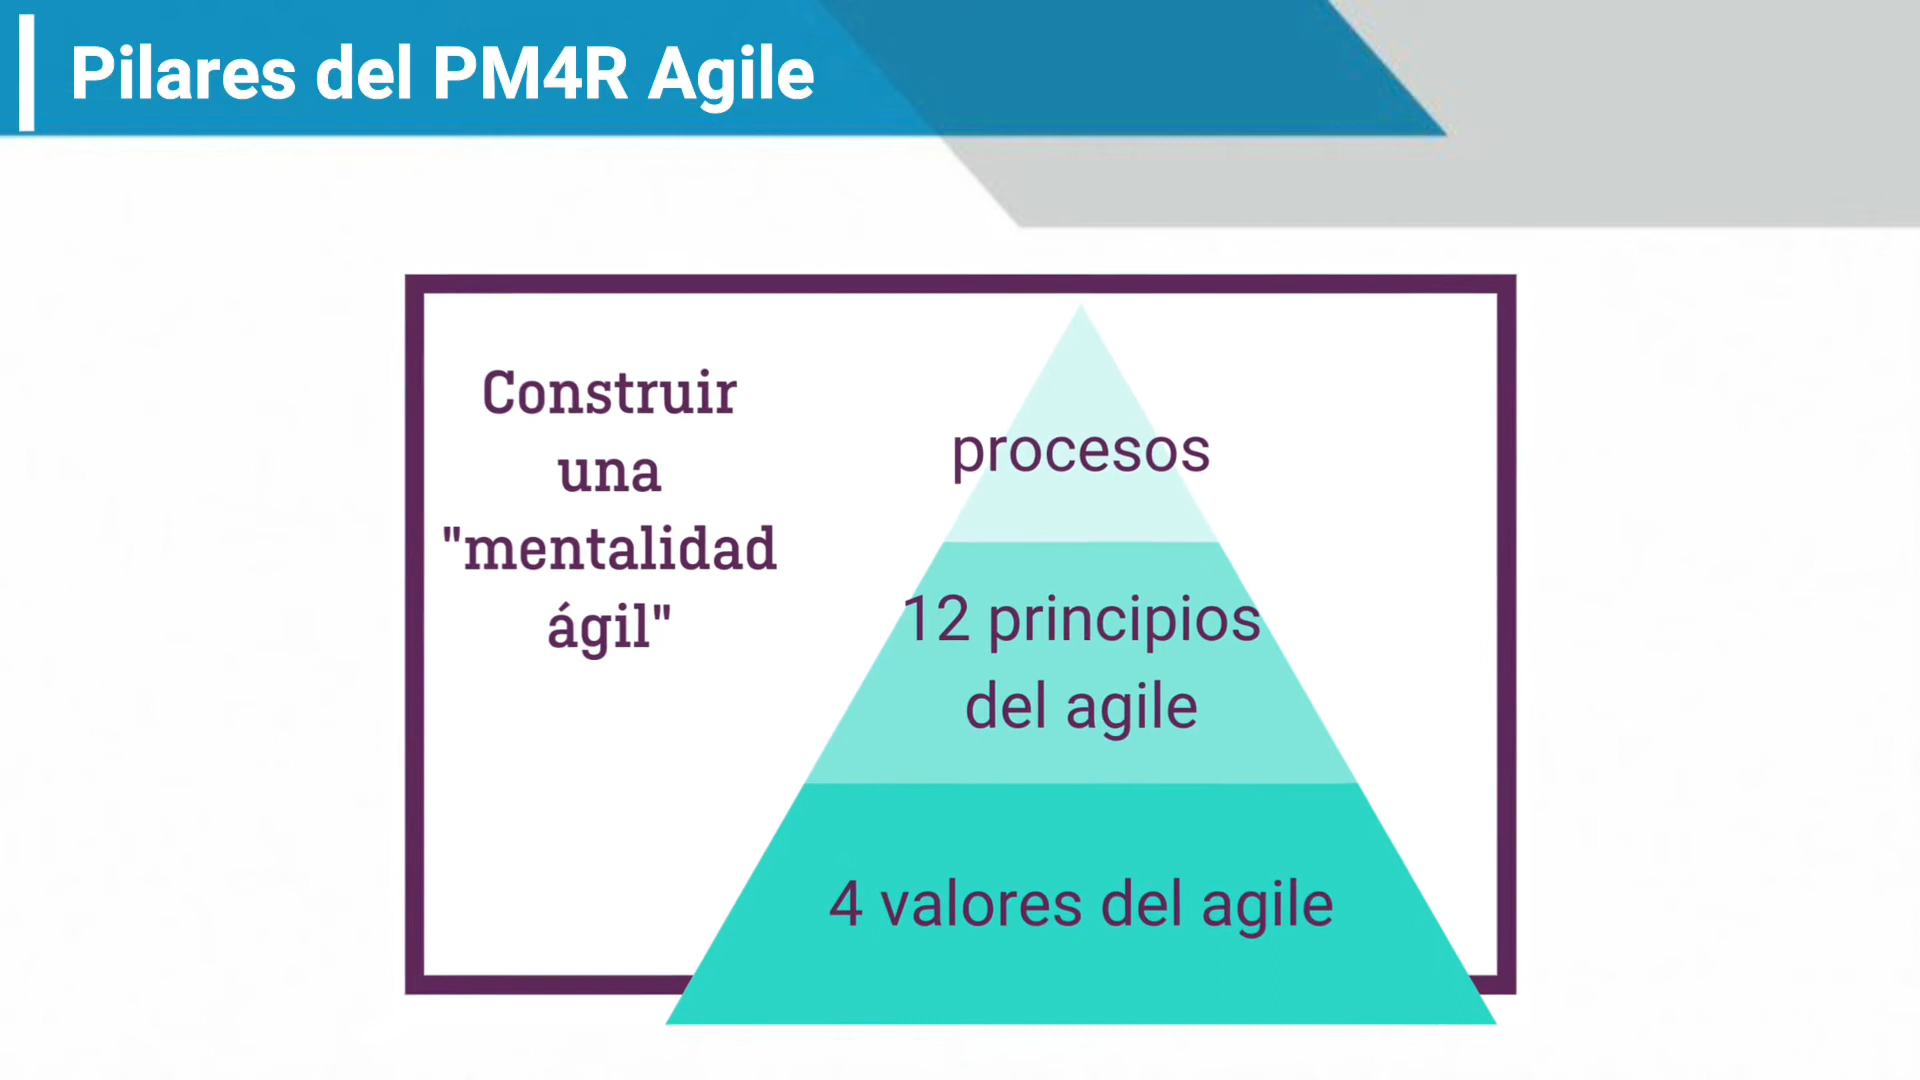 Pilares del PM4R Agile
Construir
una
"mentalidad
ágil"
procesos
12 principios
del agile
4 valores del agile